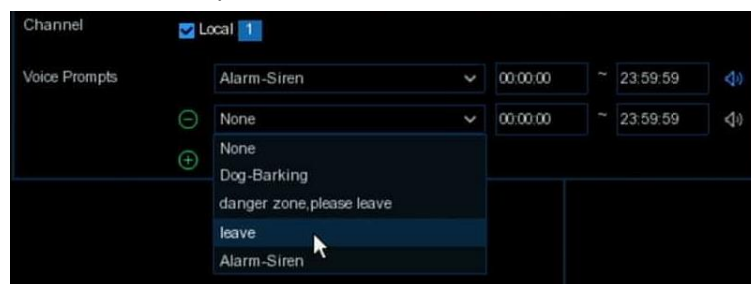 Channel Local 1
Voice Prompts Alarm-Siren 00:00:00 ~ 23:59:59
None 00:00:00 ~ 23:59:59
None
Dog-Barking
danger zone,please leave
leave
Alarm-Siren